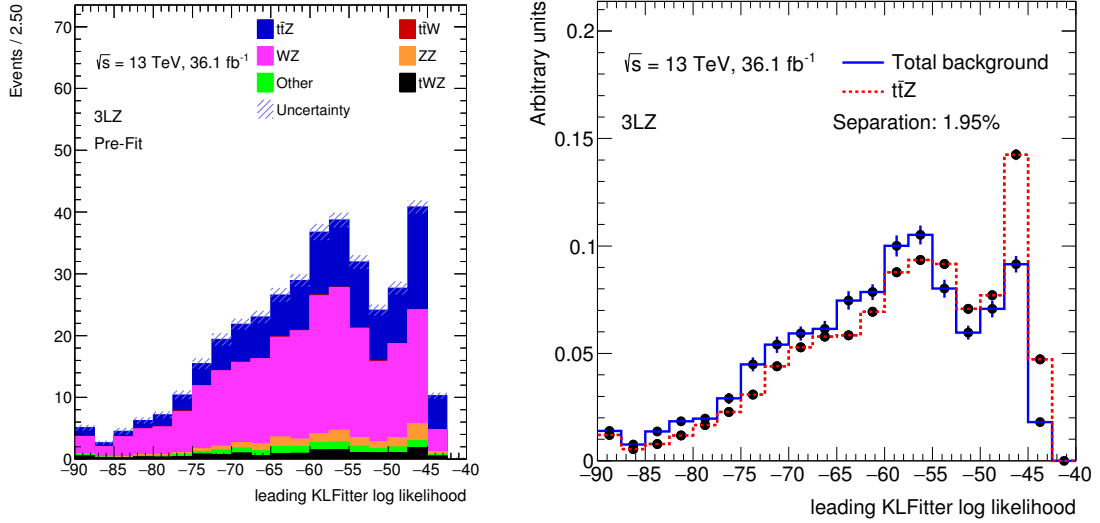 Events / 2.50
70
60
50
40
30
20
10
0
√s = 13 TeV, 36.1 fb⁻¹
3LZ
Pre-Fit
tt̄Z
tt̄W
WZ
ZZ
Other
tWZ
Uncertainty
−90 −85 −80 −75 −70 −65 −60 −55 −50 −45 −40
leading KLFitter log likelihood
Arbitrary units
0.2
0.15
0.1
0.05
0
√s = 13 TeV, 36.1 fb⁻¹
3LZ
Total background
tt̄Z
Separation: 1.95%
−90 −85 −80 −75 −70 −65 −60 −55 −50 −45 −40
leading KLFitter log likelihood